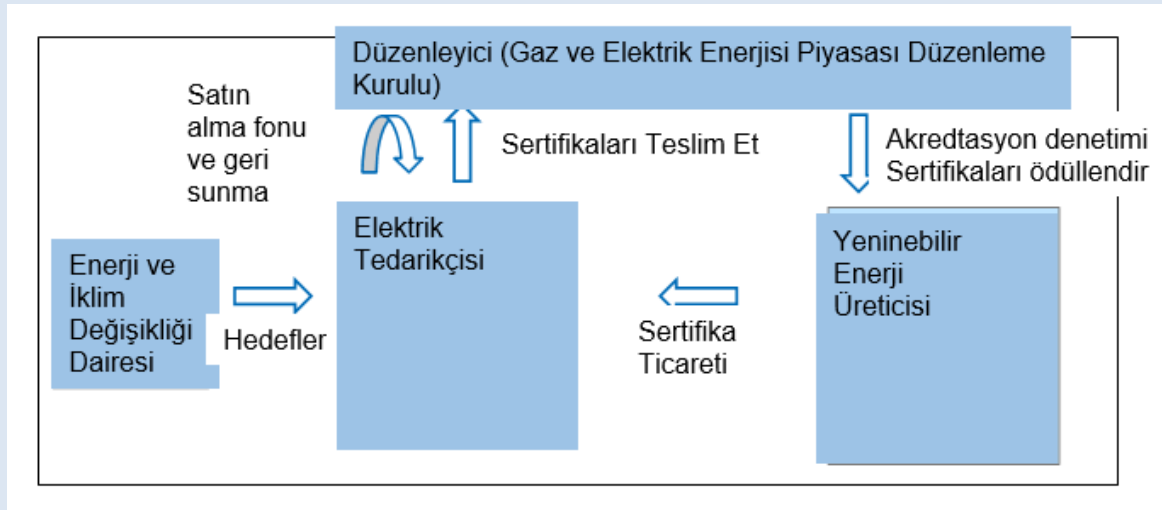 Düzenleyici (Gaz ve Elektrik Enerjisi Piyasası Düzenleme
Kurulu)
Satın
alma fonu
ve geri
sunma
Sertifikaları Teslim Et
Akredtasyon denetimi
Sertifikaları ödüllendir
Enerji ve
İklim
Değişikliği
Dairesi
Hedefler
Elektrik
Tedarikçisi
Sertifika
Ticareti
Yeninebilir
Enerji
Üreticisi